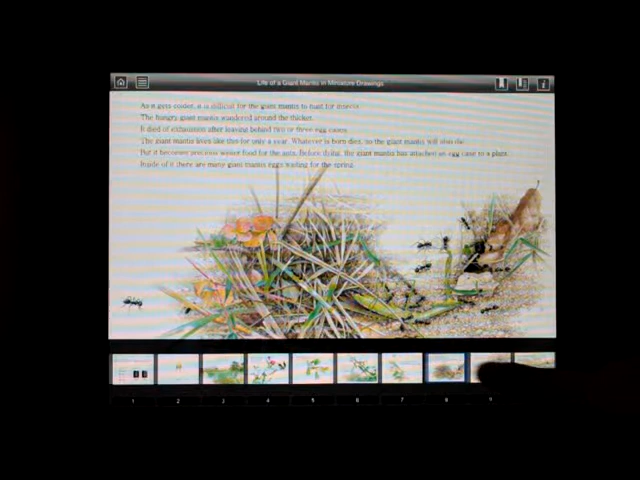 Life of a Giant Mantis in Miniature Drawings
As it gets colder, it is difficult for the giant mantis to hunt for insects.
The hungry giant mantis wandered around the thicket.
It died of exhaustion after leaving behind two or three egg cases.
The giant mantis lives like this for only a year. Whatever is born dies, so the giant mantis will also die.
But it becomes precious winter food for the ants. Before dying, the giant mantis has attached an egg case to a plant.
Inside of it there are many giant mantis eggs waiting for the spring.
1 2 3 4 5 6 7 8 9